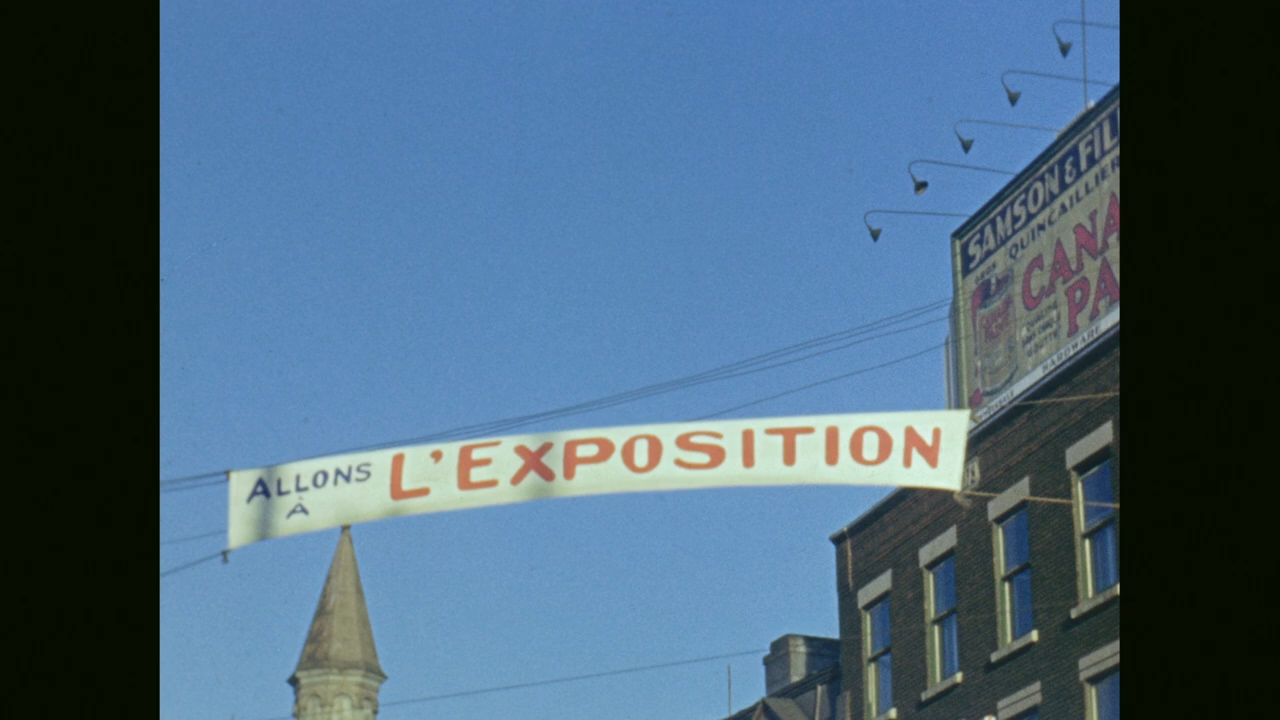 ALLONS
À
L'EXPOSITION
SAMSON & FIL
QUINCAILLIER
CANA
PA
HARDWARE